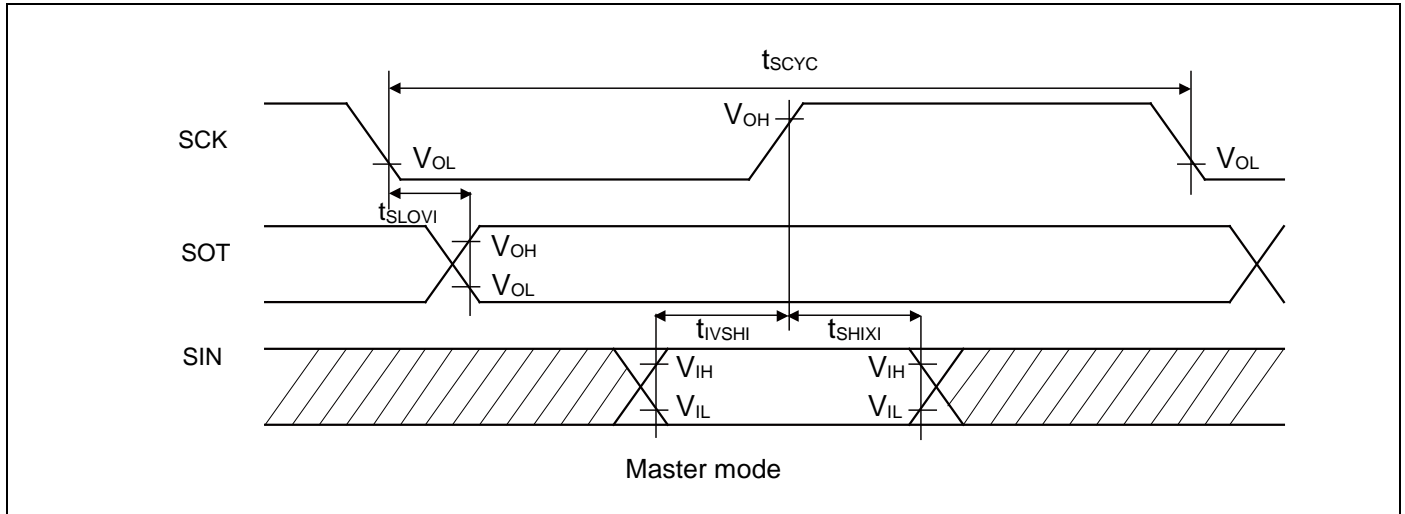 tSCYC
SCK
VOH
VOL
VOL
tSLOVI
SOT
VOH
VOL
tIVSHI
tSHIXI
SIN
VIH
VIH
VIL
VIL
Master mode